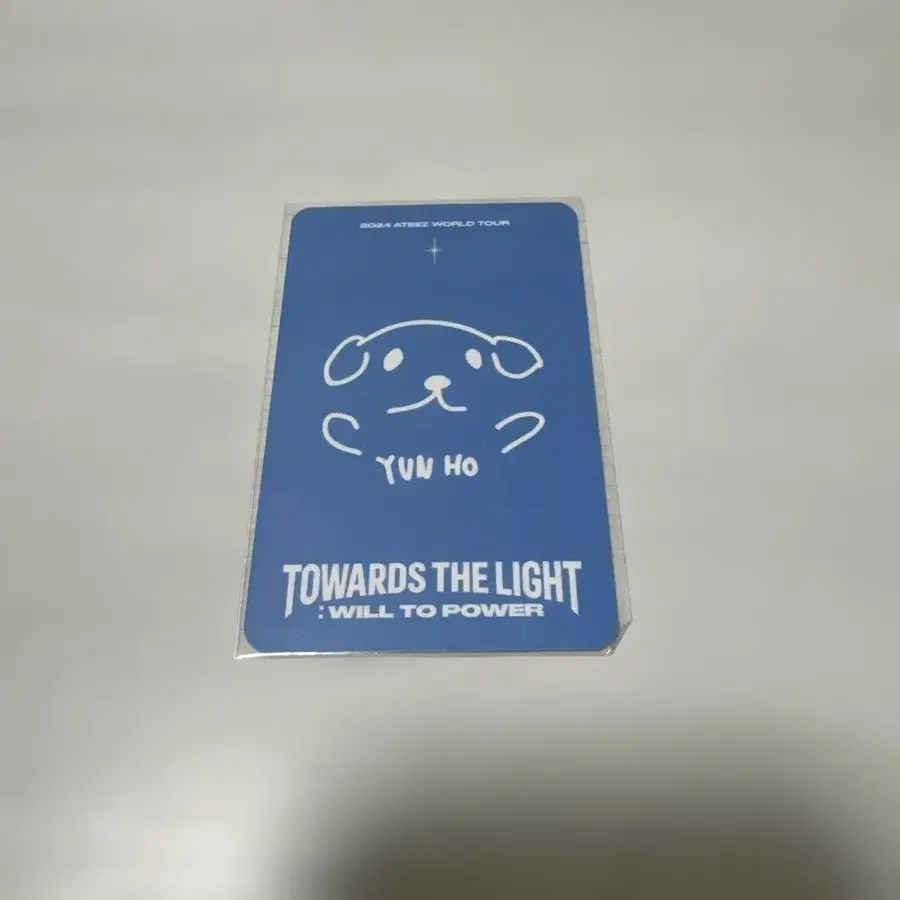 2024 ATEEZ WORLD TOUR
YUN HO
TOWARDS THE LIGHT
: WILL TO POWER